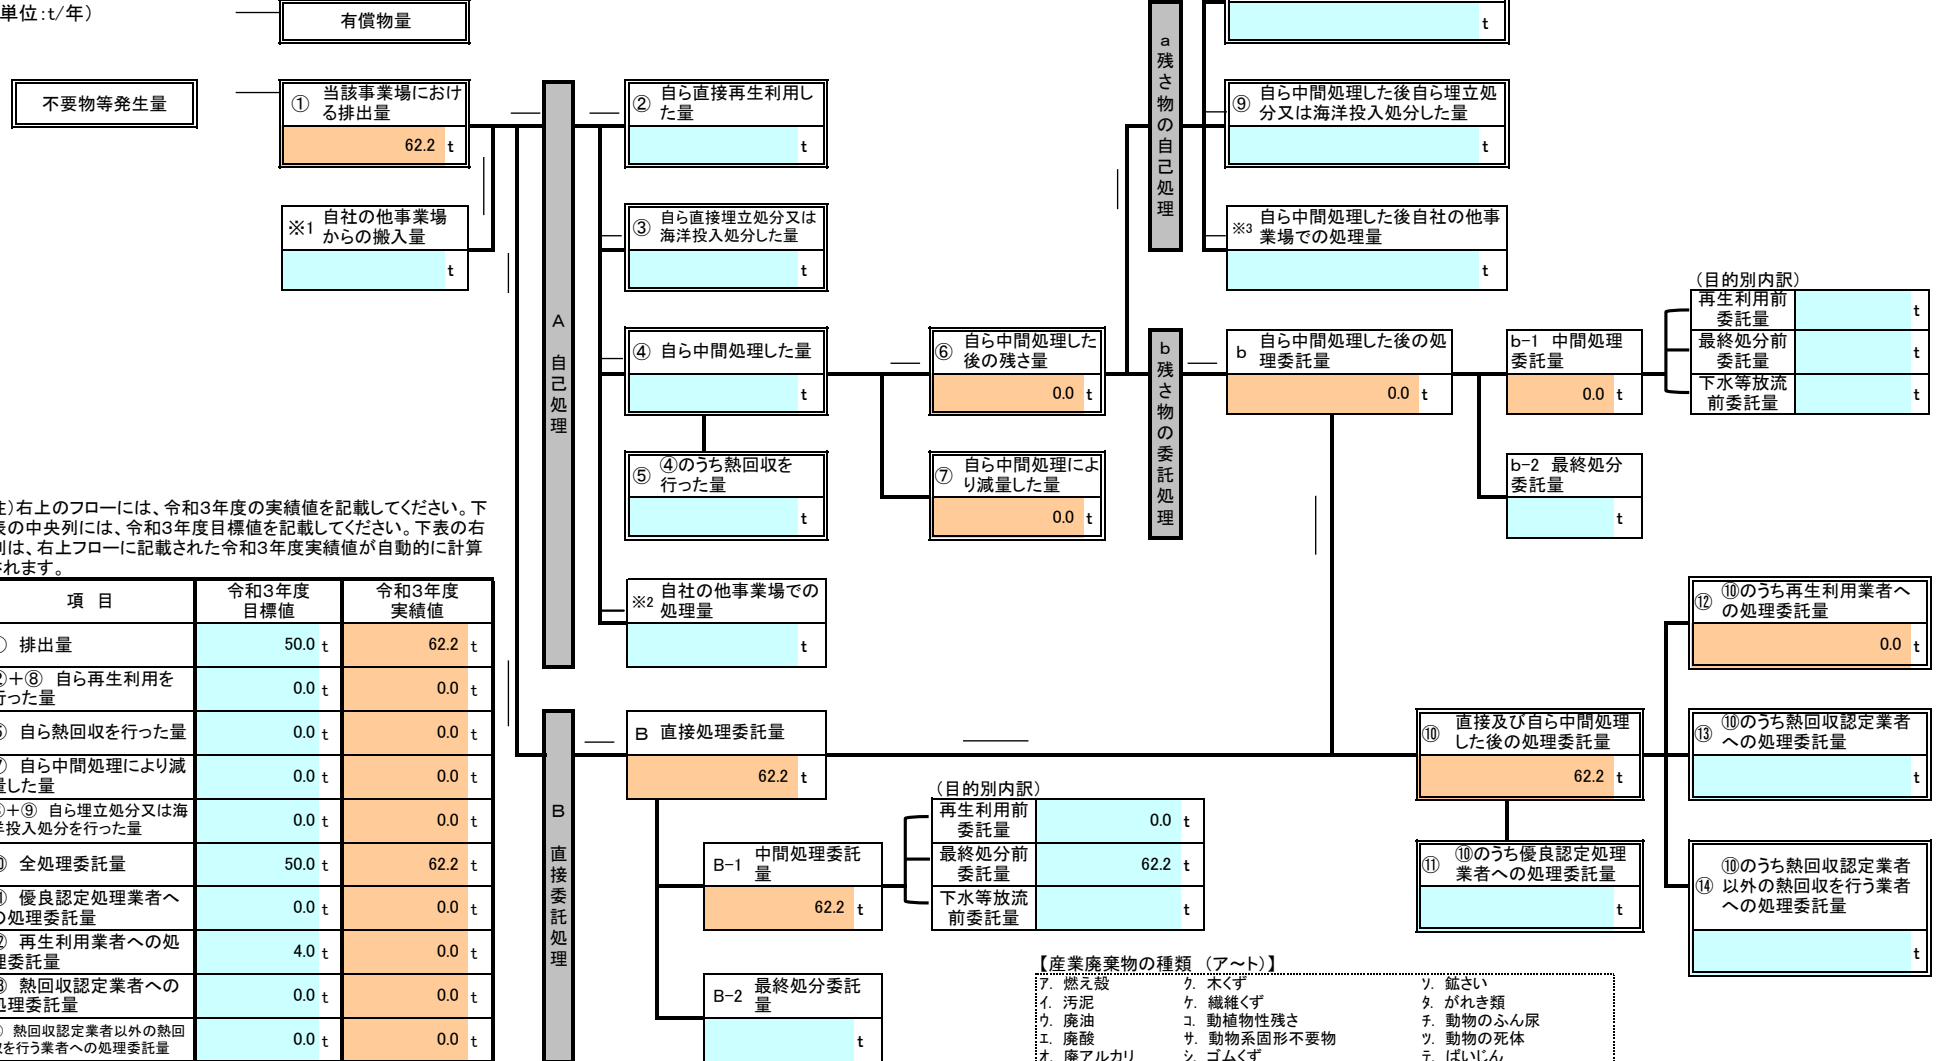 単位:t/年)
有償物量
t
不要物等発生量
① 当該事業場におけ
る排出量
62.2 t
※1 自社の他事業場
からの搬入量
t
A 自己処理
② 自ら直接再生利用し
た量
t
③ 自ら直接埋立処分又は
海洋投入処分した量
t
④ 自ら中間処理した量
t
⑤ ④のうち熱回収を
行った量
t
※2 自社の他事業場での
処理量
t
⑥ 自ら中間処理した
後の残さ量
0.0 t
⑦ 自ら中間処理によ
り減量した量
0.0 t
a残さ物の自己処理
⑨ 自ら中間処理した後自ら埋立処
分又は海洋投入処分した量
t
※3 自ら中間処理した後自社の他事
業場での処理量
t
b残さ物の委託処理
b 自ら中間処理した後の処
理委託量
0.0 t
b-1 中間処理
委託量
0.0 t
b-2 最終処分
委託量
t
(目的別内訳)
再生利用前
委託量
t
最終処分前
委託量
t
下水等放流
前委託量
t
)右上のフローには、令和3年度の実績値を記載してください。下
の中央列には、令和3年度目標値を記載してください。下表の右
は、右上フローに記載された令和3年度実績値が自動的に計算
れます。
項 目 令和3年度
目標値 令和3年度
実績値
排出量 50.0 t 62.2 t
+⑧ 自ら再生利用を
行った量 0.0 t 0.0 t
自ら熱回収を行った量 0.0 t 0.0 t
自ら中間処理により減
量した量 0.0 t 0.0 t
+⑨ 自ら埋立処分又は海
洋投入処分を行った量 0.0 t 0.0 t
全処理委託量 50.0 t 62.2 t
優良認定処理業者へ
の処理委託量 0.0 t 0.0 t
再生利用業者への処
理委託量 4.0 t 0.0 t
熱回収認定業者への
処理委託量 0.0 t 0.0 t
熱回収認定業者以外の熱回
収を行う業者への処理委託量 0.0 t 0.0 t
B 直接委託処理
B 直接処理委託量
62.2 t
B-1 中間処理委託
量
62.2 t
B-2 最終処分委託
量
t
(目的別内訳)
再生利用前
委託量
0.0 t
最終処分前
委託量
62.2 t
下水等放流
前委託量
t
⑩ 直接及び自ら中間処理
した後の処理委託量
62.2 t
⑪ ⑩のうち優良認定処理
業者への処理委託量
t
⑫ ⑩のうち再生利用業者へ
の処理委託量
0.0 t
⑬ ⑩のうち熱回収認定業者
への処理委託量
t
⑭ ⑩のうち熱回収認定業者
以外の熱回収を行う業者
への処理委託量
t
【産業廃棄物の種類 (ア~ト)】
ア. 燃え殻 ク. 木くず ソ. 鉱さい
イ. 汚泥 ケ. 繊維くず タ. がれき類
ウ. 廃油 コ. 動植物性残さ チ. 動物のふん尿
エ. 廃酸 サ. 動物系固形不要物 ツ. 動物の死体
オ. 廃アルカリ シ. ゴムくず テ. ばいじん